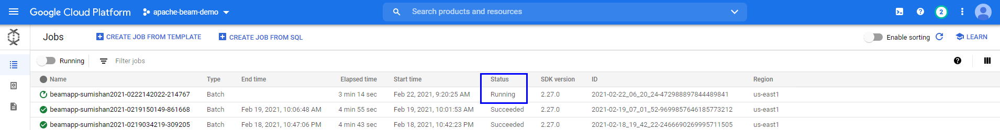 Google Cloud Platform apache-beam-demo Search products and resources 2
Jobs CREATE JOB FROM TEMPLATE CREATE JOB FROM SQL Enable sorting LEARN
Running Filter jobs
Name Type End time Elapsed time Start time Status SDK version ID Region
beamapp-sumishan2021-0222142022-214767 Batch 3 min 14 sec Feb 22, 2021, 9:20:25 AM Running 2.27.0 2021-02-22_06_20_24-472988897844489841 us-east1
beamapp-sumishan2021-0219150149-861668 Batch Feb 19, 2021, 10:06:48 AM 4 min 55 sec Feb 19, 2021, 10:01:53 AM Succeeded 2.27.0 2021-02-19_07_01_52-9699857646185773212 us-east1
beamapp-sumishan2021-0219034219-309205 Batch Feb 18, 2021, 10:47:06 PM 4 min 43 sec Feb 18, 2021, 10:42:23 PM Succeeded 2.27.0 2021-02-18_19_42_22-2466690269995711505 us-east1